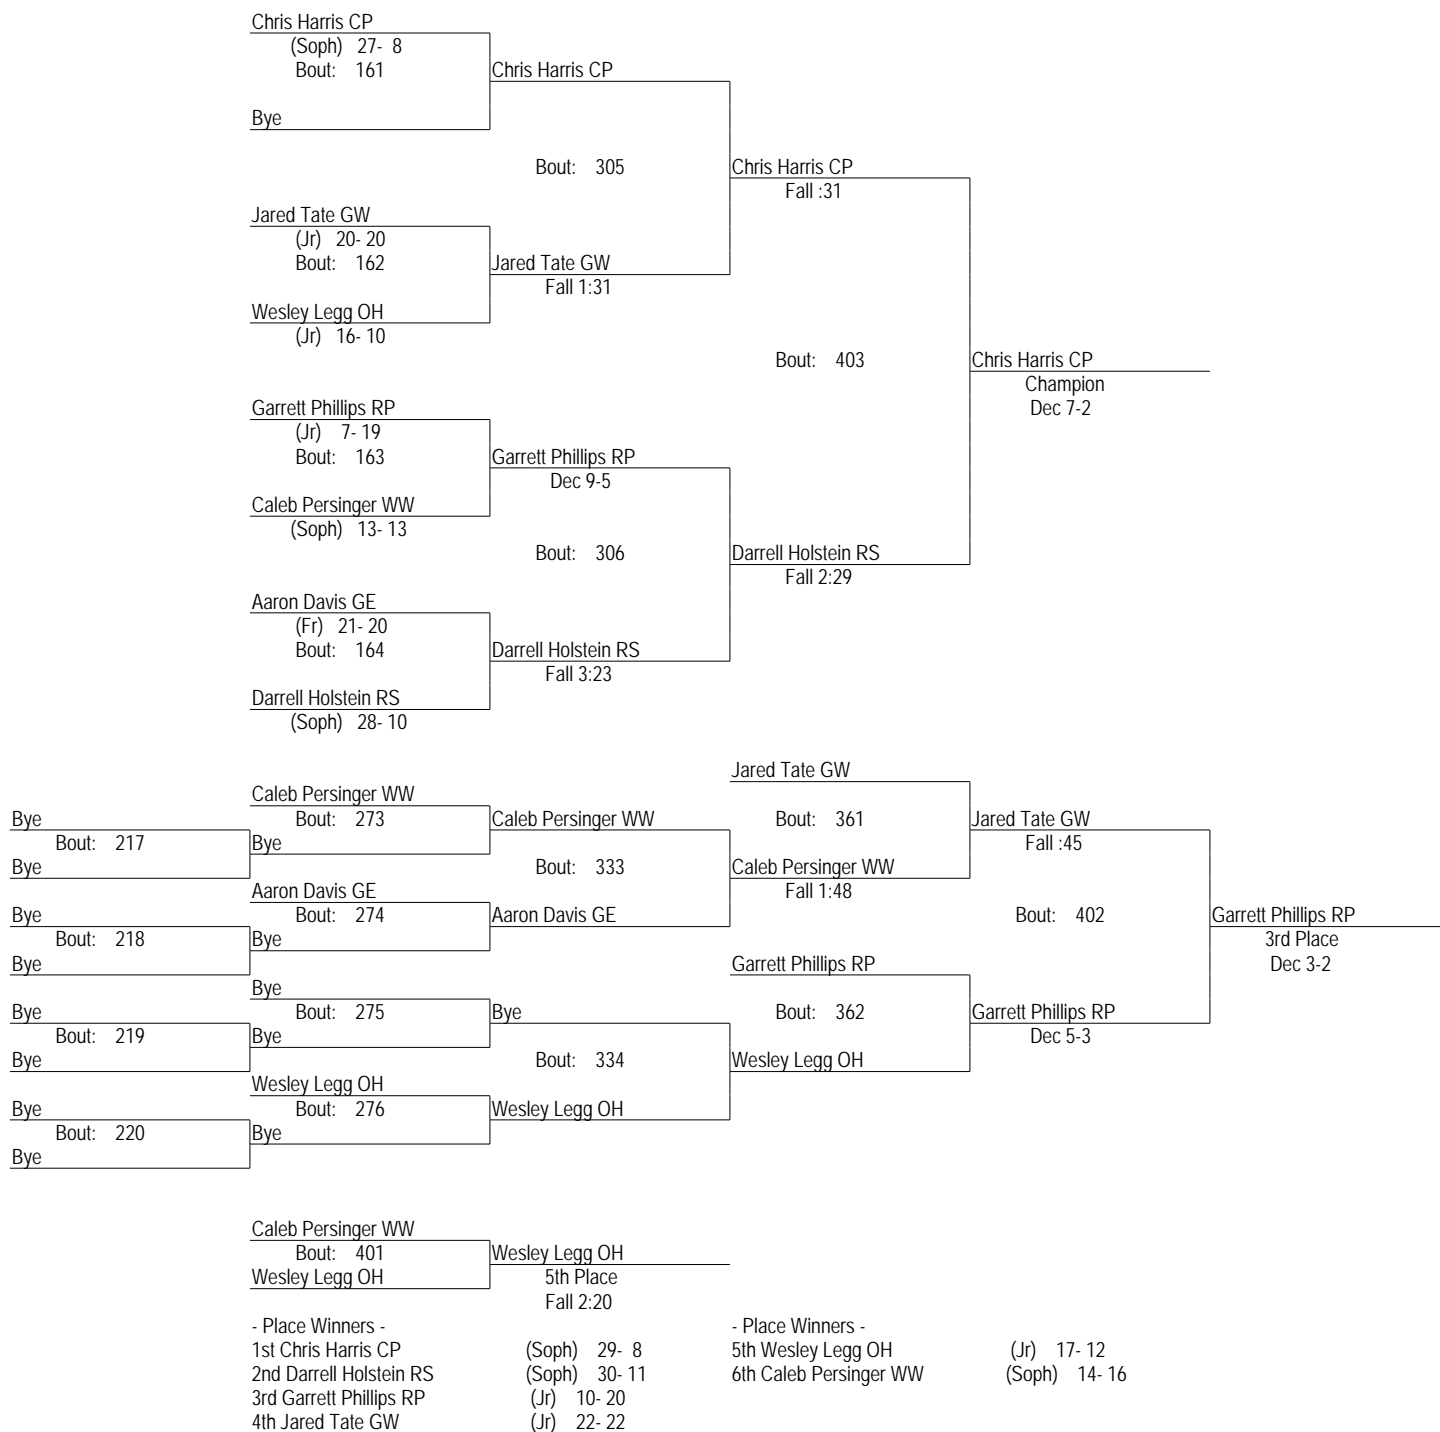 Chris Harris CP
(Soph) 27- 8
Bout: 161
Chris Harris CP
Bye
Bout: 305
Chris Harris CP
Fall :31
Jared Tate GW
(Jr) 20- 20
Bout: 162
Jared Tate GW
Fall 1:31
Wesley Legg OH
(Jr) 16- 10
Bout: 403
Chris Harris CP
Champion
Dec 7-2
Garrett Phillips RP
(Jr) 7- 19
Bout: 163
Garrett Phillips RP
Dec 9-5
Caleb Persinger WW
(Soph) 13- 13
Bout: 306
Darrell Holstein RS
Fall 2:29
Aaron Davis GE
(Fr) 21- 20
Bout: 164
Darrell Holstein RS
Fall 3:23
Darrell Holstein RS
(Soph) 28- 10
Jared Tate GW
Caleb Persinger WW
Bye
Bout: 273
Caleb Persinger WW
Bout: 361
Jared Tate GW
Bout: 217
Bye
Fall :45
Bye
Bout: 333
Caleb Persinger WW
Aaron Davis GE
Fall 1:48
Bye
Bout: 274
Aaron Davis GE
Bout: 402
Garrett Phillips RP
Bout: 218
Bye
3rd Place
Bye
Garrett Phillips RP
Dec 3-2
Bye
Bye
Bout: 275
Bye
Bout: 362
Garrett Phillips RP
Bout: 219
Bye
Dec 5-3
Bye
Bout: 334
Wesley Legg OH
Wesley Legg OH
Bye
Bout: 276
Wesley Legg OH
Bout: 220
Bye
Bye
Caleb Persinger WW
Bout: 401
Wesley Legg OH
Wesley Legg OH
5th Place
Fall 2:20
- Place Winners -
1st Chris Harris CP (Soph) 29- 8
2nd Darrell Holstein RS (Soph) 30- 11
3rd Garrett Phillips RP (Jr) 10- 20
4th Jared Tate GW (Jr) 22- 22
- Place Winners -
5th Wesley Legg OH (Jr) 17- 12
6th Caleb Persinger WW (Soph) 14- 16